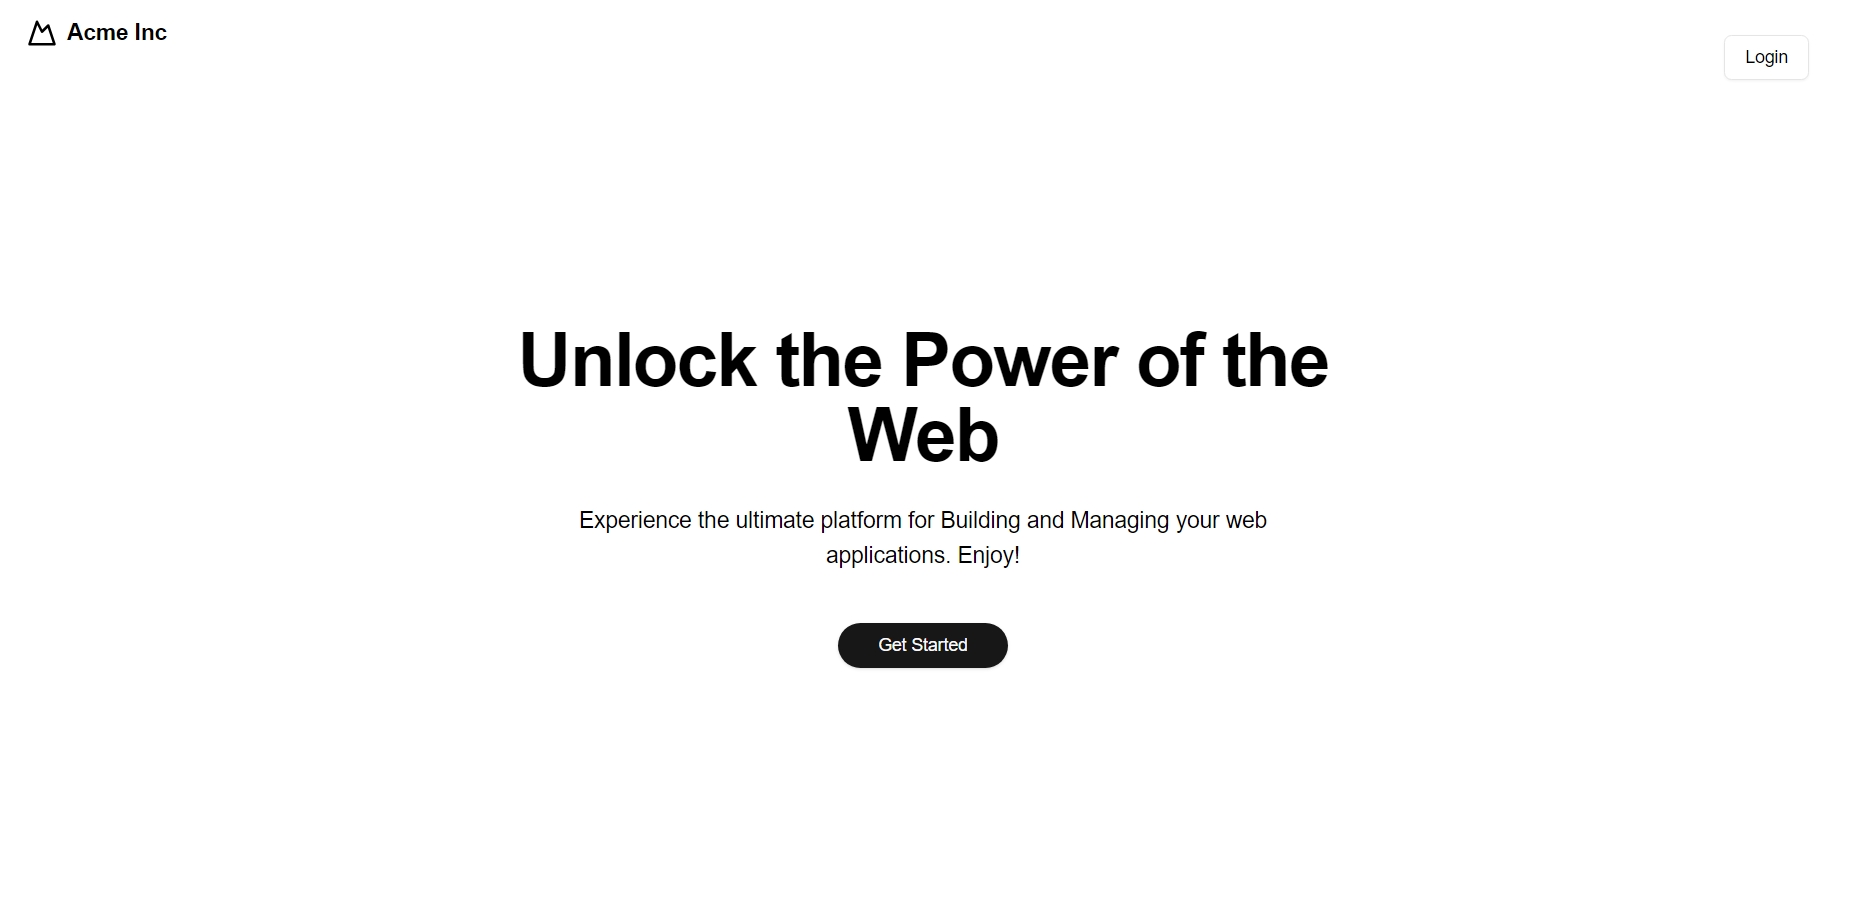 Acme Inc
Login
Unlock the Power of the
Web
Experience the ultimate platform for Building and Managing your web
applications. Enjoy!
Get Started